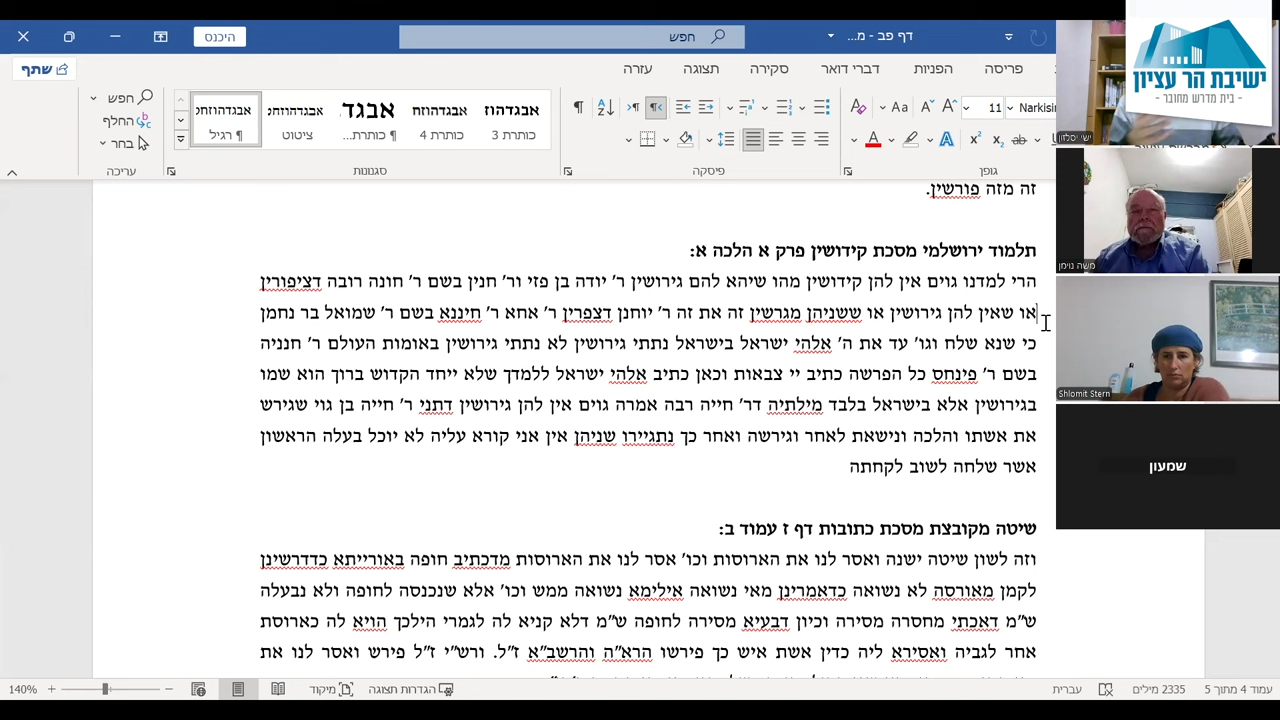 היכנס
חפש
דף פב - מ...
ישיבת הר עציון
- בית מדרש מחובר -
שתף
פריסה
הפניות
דברי דואר
סקירה
תצוגה
עזרה
Narkisin
11
חפש
החלף
בחר
עריכה
אבגדהוז
כותרת 3
אבגדהוזח
כותרת 4
אבגד
כותרת...
אבגדהוזחט
ציטוט
אבגדהוזחט
רגיל
סגנונות
פיסקה
גופן
זה מזה פורשין.
תלמוד ירושלמי מסכת קידושין פרק א הלכה א:
הרי למדנו גוים אין להן קידושין מהו שיהא להם גירושין ר' יודה בן פזי ור' חנין בשם ר' חונה רובה דציפורין
או שאין להן גירושין או ששניהן מגרשין זה את זה ר' יוחנן דצפרין ר' אחא ר' חיננא בשם ר' שמואל בר נחמן
כי שנא שלח וגו' עד את ה' אלהי ישראל בישראל נתתי גירושין לא נתתי גירושין באומות העולם ר' חנניה
בשם ר' פינחס כל הפרשה כתיב יי צבאות וכאן כתיב אלהי ישראל ללמדך שלא ייחד הקדוש ברוך הוא שמו
בגירושין אלא בישראל בלבד מילתיה דר' חייה רבה אמרה גוים אין להן גירושין דתני ר' חייה בן גוי שגירש
את אשתו והלכה ונישאת לאחר וגירשה ואחר כך נתגיירו שניהן אין אני קורא עליה לא יוכל בעלה הראשון
אשר שלחה לשוב לקחתה
שיטה מקובצת מסכת כתובות דף ז עמוד ב:
וזה לשון שיטה ישנה ואסר לנו את הארוסות וכו' אסר לנו את הארוסות מדכתיב חופה באורייתא כדדרשינן
לקמן מאורסה לא נשואה כדאמרינן מאי נשואה אילימא נשואה ממש וכו' אלא שנכנסה לחופה ולא נבעלה
ש"מ דאכתי מחסרה מסירה וכיון דבעיא מסירה לחופה ש"מ דלא קניא לה לגמרי הילכך הויא לה כארוסת
אחר לגביה ואסירא ליה כדין אשת איש כך פירשו הרא"ה והרשב"א ז"ל. ורש"י ז"ל פירש ואסר לנו את
משה נוימן
Shlomit Stern
שמעון
עמוד 4 מתוך 5
2335 מילים
עברית
הגדרות תצוגה
מיקוד
140%